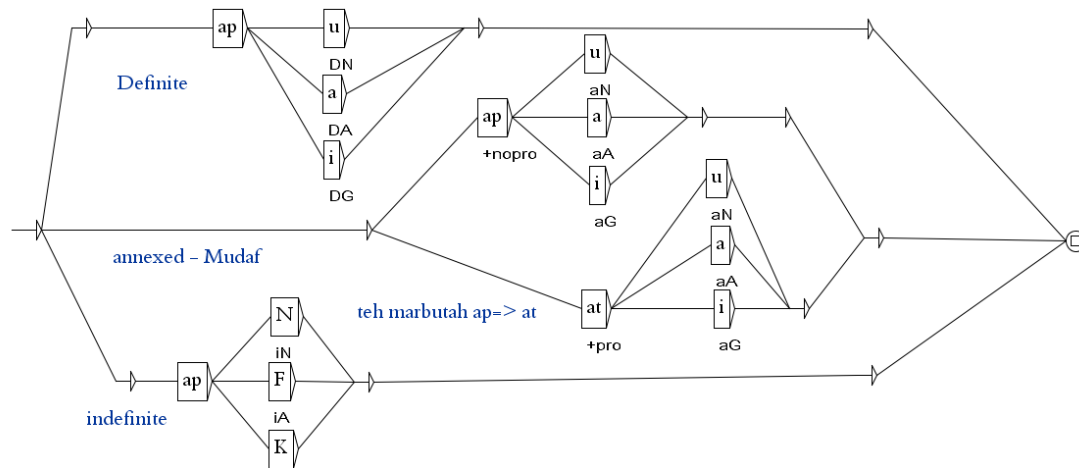 ap
u
DN
a
DA
i
DG
Definite
ap
+nopro
u
aN
a
aA
i
aG
annexed – Mudaf
teh marbutah ap=> at
at
+pro
u
aN
a
aA
i
aG
indefinite
ap
N
iN
F
iA
K